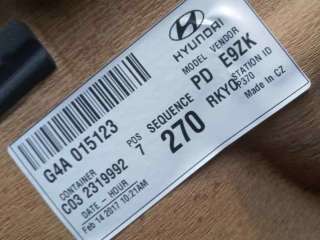 HYUNDAI
G4A 015123
MODEL VENDOR
PD E9ZK
POS SEQUENCE STATION ID
7 270 RKYO P370
CONTAINER
C03 2319992
DATE - HOUR
Feb 14 2017 10:21AM
Made in CZ